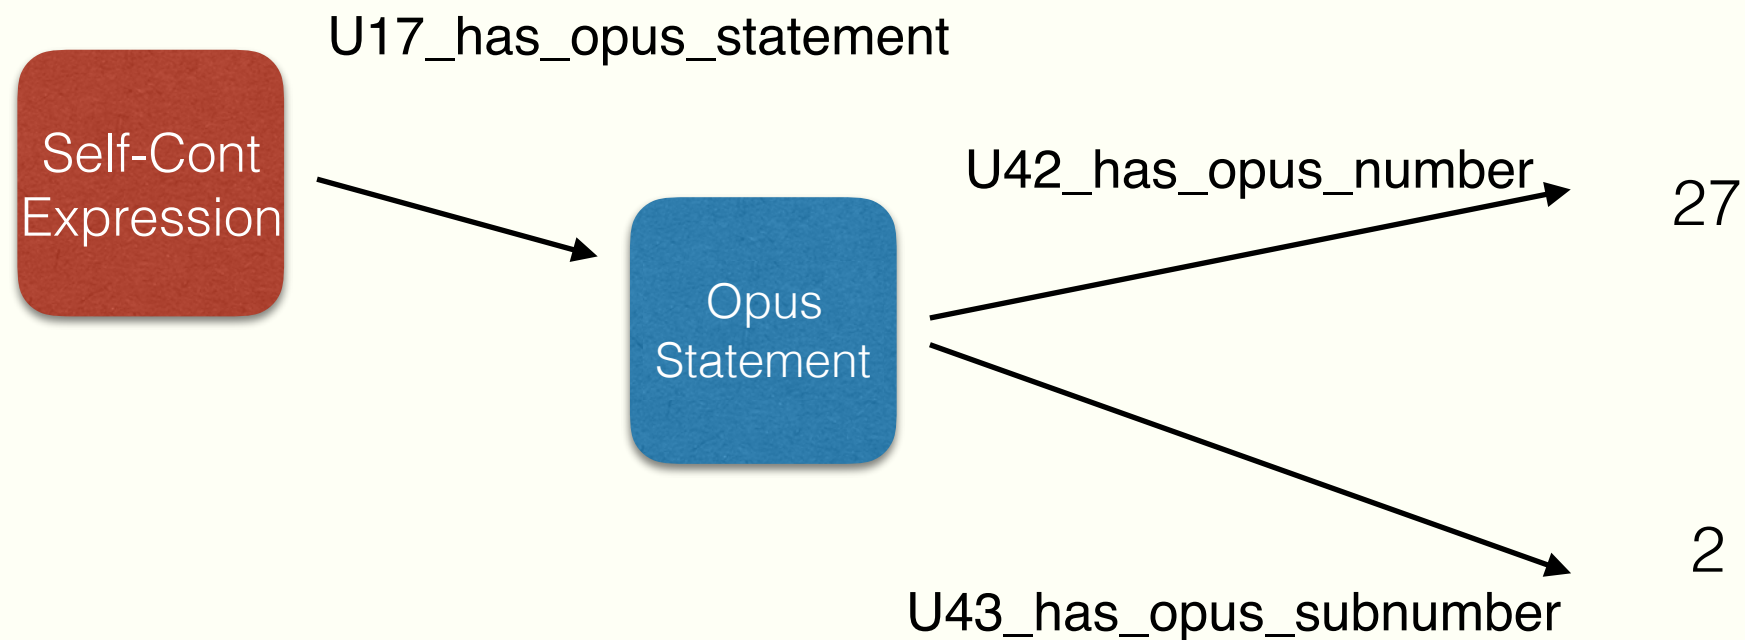 U17_has_opus_statement
Self-Cont
Expression
U42_has_opus_number
27
Opus
Statement
2
U43_has_opus_subnumber